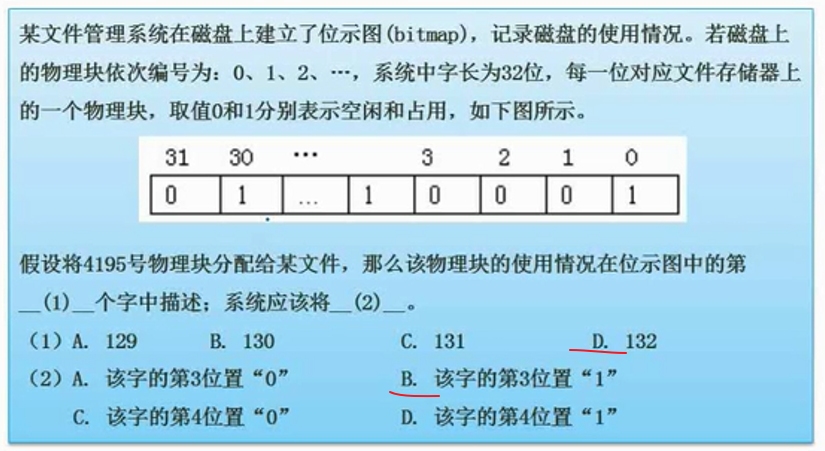 某文件管理系统在磁盘上建立了位示图(bitmap)，记录磁盘的使用情况。若磁盘上
的物理块依次编号为：0、1、2、…，系统中字长为32位，每一位对应文件存储器上
的一个物理块，取值0和1分别表示空闲和占用，如下图所示。
31 30 … 3 2 1 0
0 1 … 1 0 0 0 1
假设将4195号物理块分配给某文件，那么该物理块的使用情况在位示图中的第
__(1)__个字中描述；系统应该将__(2)__。
（1）A. 129 B. 130 C. 131 D. 132
（2）A. 该字的第3位置“0” B. 该字的第3位置“1”
C. 该字的第4位置“0” D. 该字的第4位置“1”